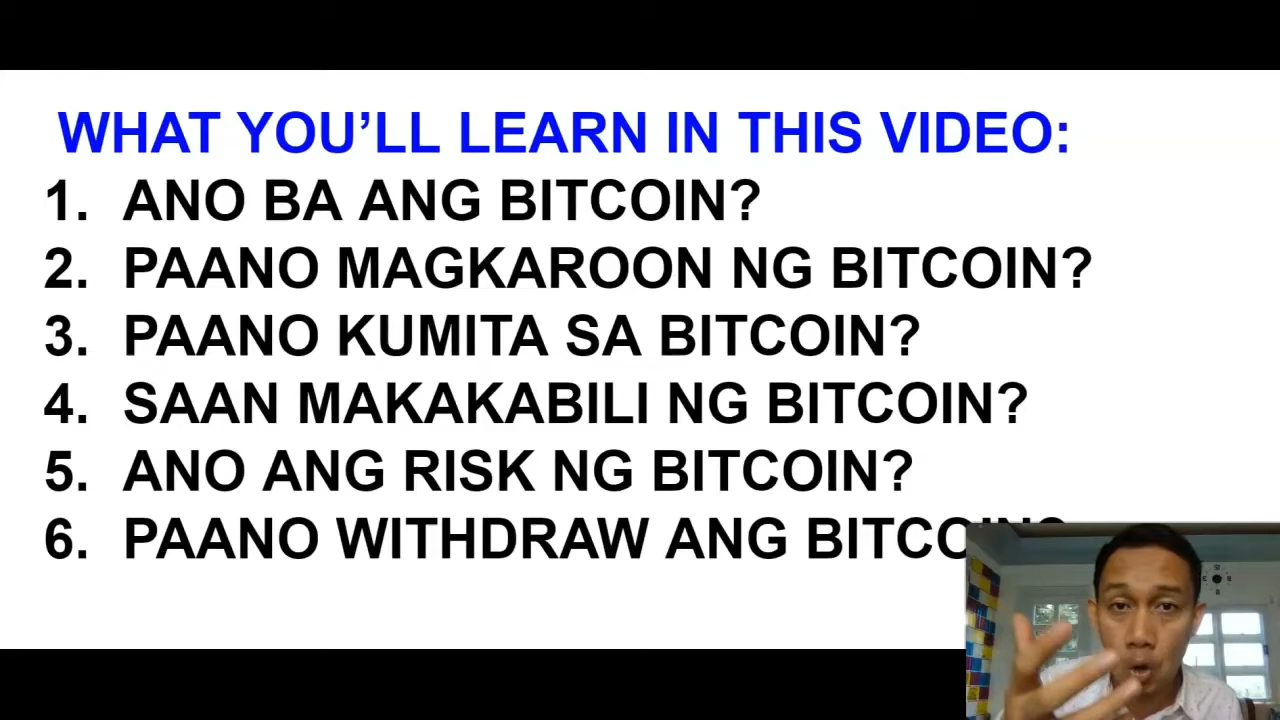 WHAT YOU'LL LEARN IN THIS VIDEO:
1. ANO BA ANG BITCOIN?
2. PAANO MAGKAROON NG BITCOIN?
3. PAANO KUMITA SA BITCOIN?
4. SAAN MAKAKABILI NG BITCOIN?
5. ANO ANG RISK NG BITCOIN?
6. PAANO WITHDRAW ANG BITCOIN?